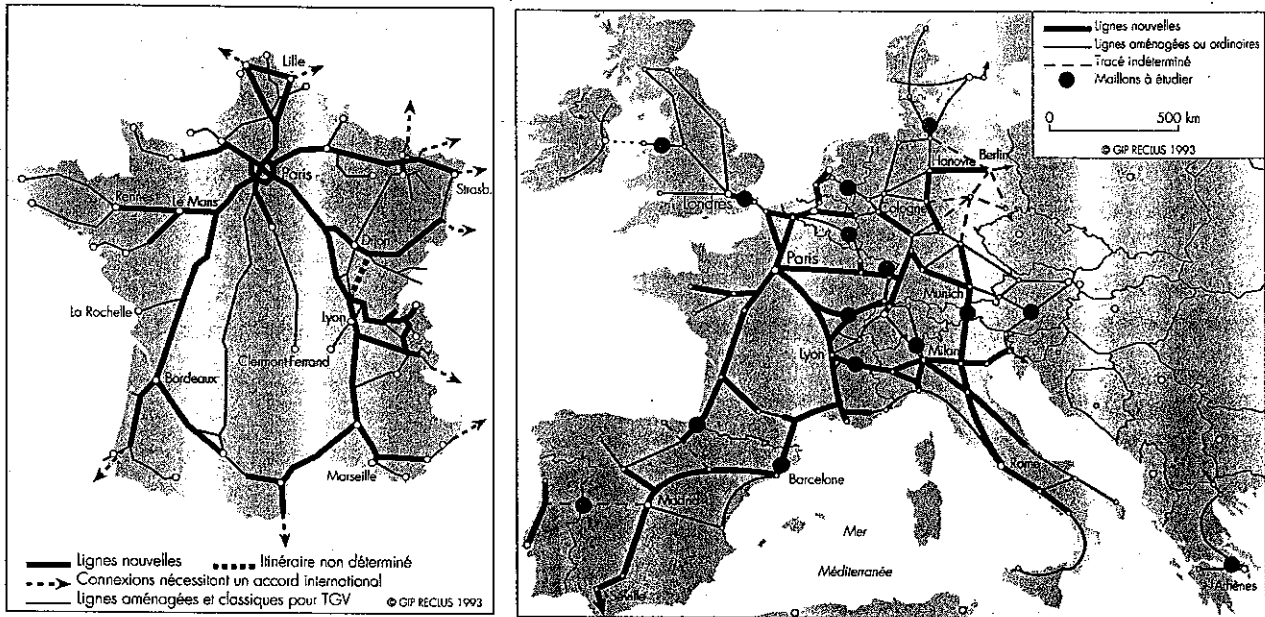 Lille
Paris
Strasb.
Rennes
Le Mans
Dijon
La Rochelle
Lyon
Clermont-Ferrand
Bordeaux
Marseille
Lignes nouvelles
Itinéraire non déterminé
Connexions nécessitant un accord international
Lignes aménagées et classiques pour TGV
© GIP RECLUS 1993
Lignes nouvelles
Lignes aménagées ou ordinaires
Tracé indéterminé
Maillons à étudier
0 500 km
© GIP RECLUS 1993
Hanovre
Berlin
Londres
Cologne
Paris
Munich
Lyon
Milan
Rome
Barcelone
Madrid
Mer
Méditerranée
Séville
Athènes